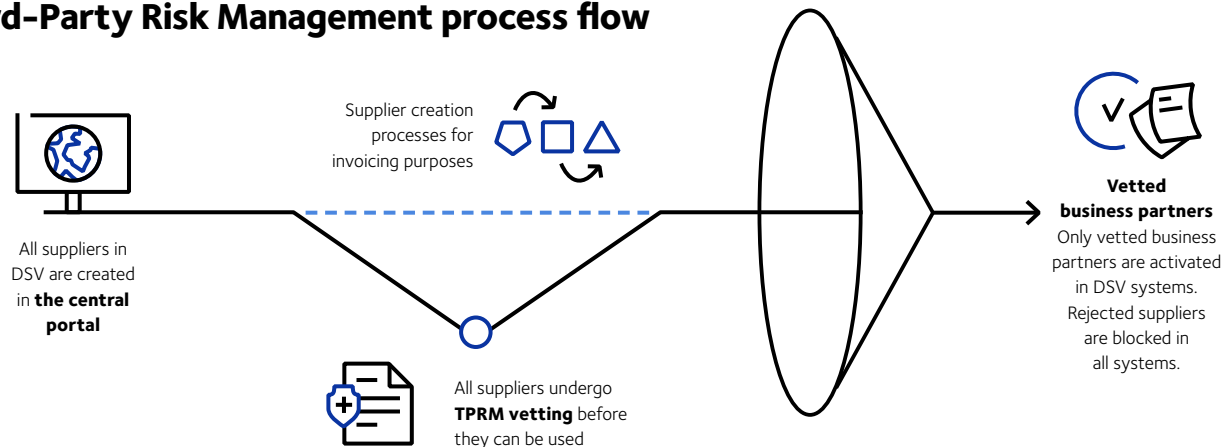 rd-Party Risk Management process flow
Supplier creation
processes for
invoicing purposes
All suppliers in
DSV are created
in the central
portal
All suppliers undergo
TPRM vetting before
they can be used
Vetted
business partners
Only vetted business
partners are activated
in DSV systems.
Rejected suppliers
are blocked in
all systems.